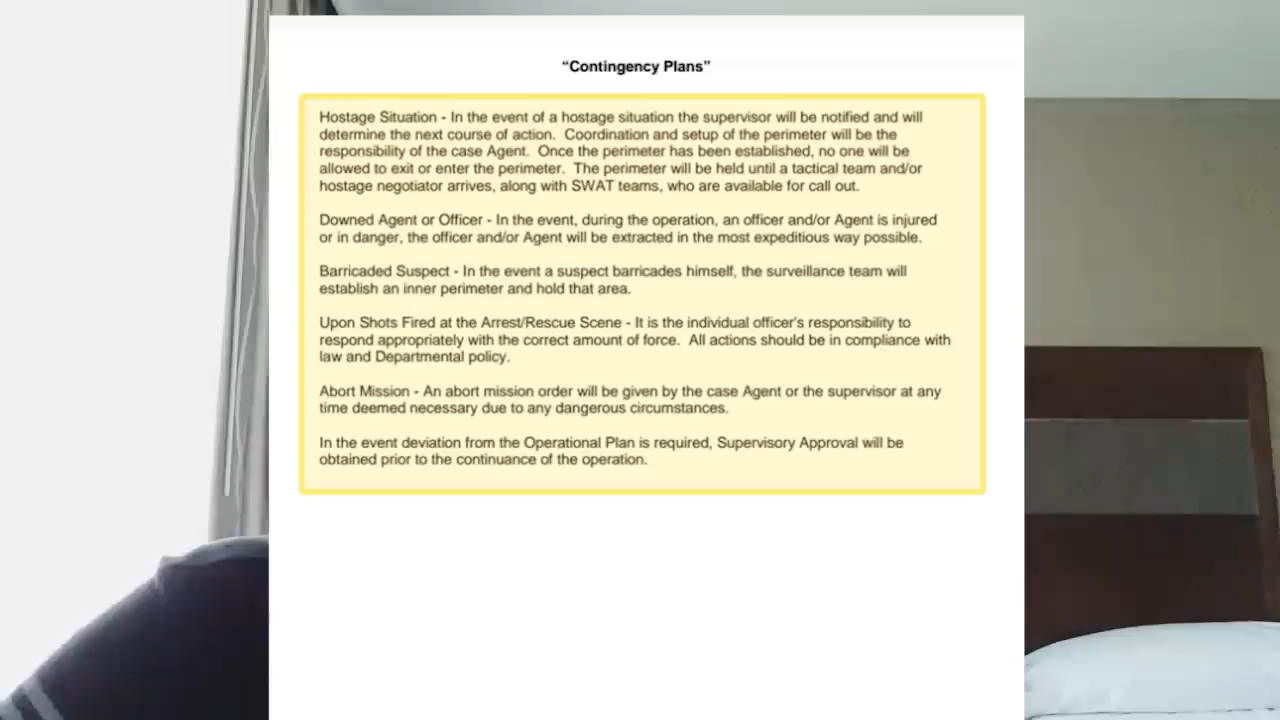 “Contingency Plans”
Hostage Situation - In the event of a hostage situation the supervisor will be notified and will
determine the next course of action.  Coordination and setup of the perimeter will be the
responsibility of the case Agent.  Once the perimeter has been established, no one will be
allowed to exit or enter the perimeter.  The perimeter will be held until a tactical team and/or
hostage negotiator arrives, along with SWAT teams, who are available for call out.
Downed Agent or Officer - In the event, during the operation, an officer and/or Agent is injured
or in danger, the officer and/or Agent will be extracted in the most expeditious way possible.
Barricaded Suspect - In the event a suspect barricades himself, the surveillance team will
establish an inner perimeter and hold that area.
Upon Shots Fired at the Arrest/Rescue Scene - It is the individual officer's responsibility to
respond appropriately with the correct amount of force.  All actions should be in compliance with
law and Departmental policy.
Abort Mission - An abort mission order will be given by the case Agent or the supervisor at any
time deemed necessary due to any dangerous circumstances.
In the event deviation from the Operational Plan is required, Supervisory Approval will be
obtained prior to the continuance of the operation.